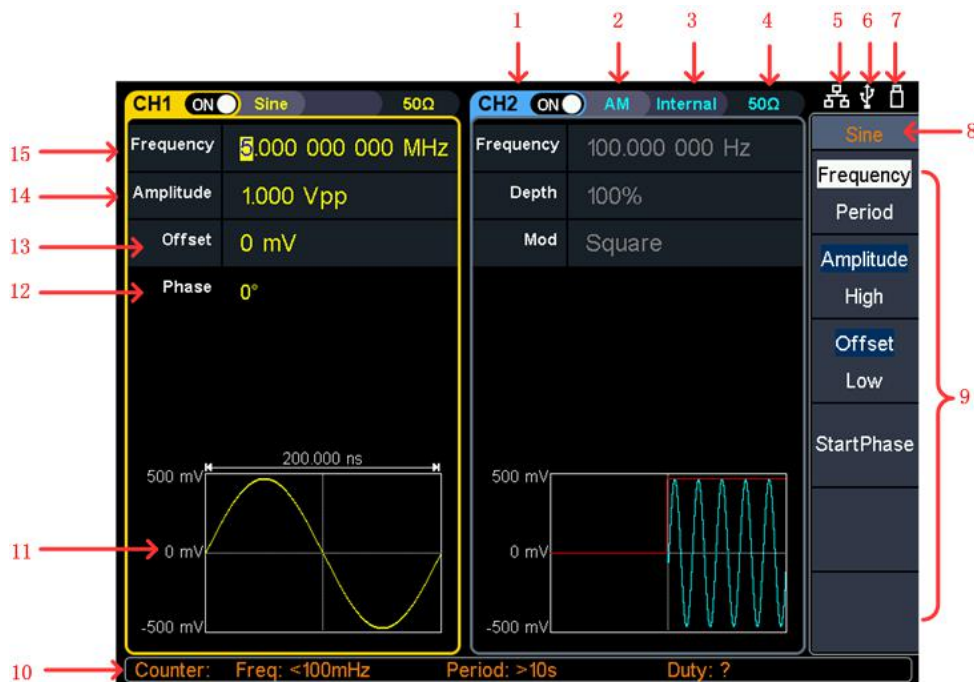 1 2 3 4 5 6 7
CH1 ON Sine 50Ω
CH2 ON AM Internal 50Ω
Sine 8
15 Frequency 5.000 000 000 MHz
Frequency 100.000 000 Hz
Frequency
Period
14 Amplitude 1.000 Vpp
Depth 100%
13 Offset 0 mV
Mod Square
Amplitude
High
12 Phase 0°
Offset
Low
9
StartPhase
200.000 ns
500 mV
11 0 mV
-500 mV
500 mV
0 mV
-500 mV
10 Counter: Freq: <100mHz Period: >10s Duty: ?